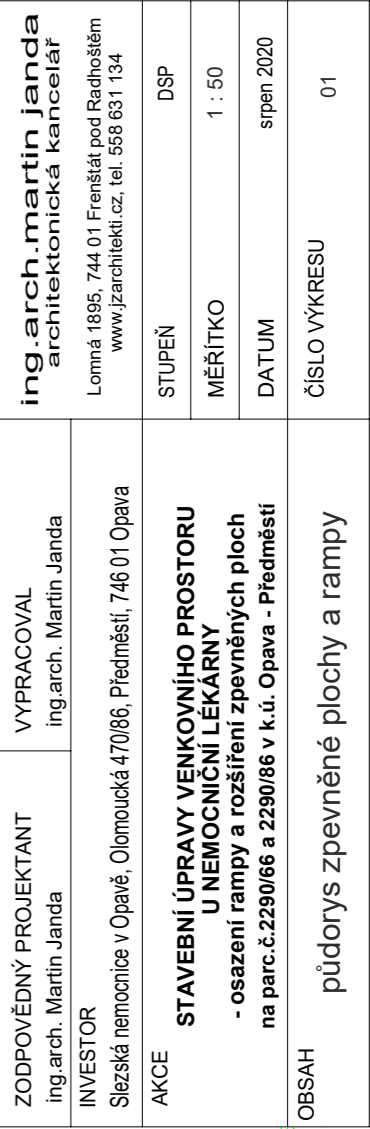 ZODPOVĚDNÝ PROJEKTANT
ing.arch. Martin Janda
VYPRACOVAL
ing.arch. Martin Janda
ing.arch.martin janda
architektonická kancelář
Lomná 1895, 744 01 Frenštát pod Radhoštěm
www.jzarchitekti.cz, tel. 558 631 134
INVESTOR
Slezská nemocnice v Opavě, Olomoucká 470/86, Předměstí, 746 01 Opava
AKCE
STAVEBNÍ ÚPRAVY VENKOVNÍHO PROSTORU
U NEMOCNIČNÍ LÉKÁRNY
- osazení rampy a rozšíření zpevněných ploch
na parc.č.2290/66 a 2290/86 v k.ú. Opava - Předměstí
STUPEŇ DSP
MĚŘÍTKO 1 : 50
DATUM srpen 2020
OBSAH
půdorys zpevněné plochy a rampy
ČÍSLO VÝKRESU 01